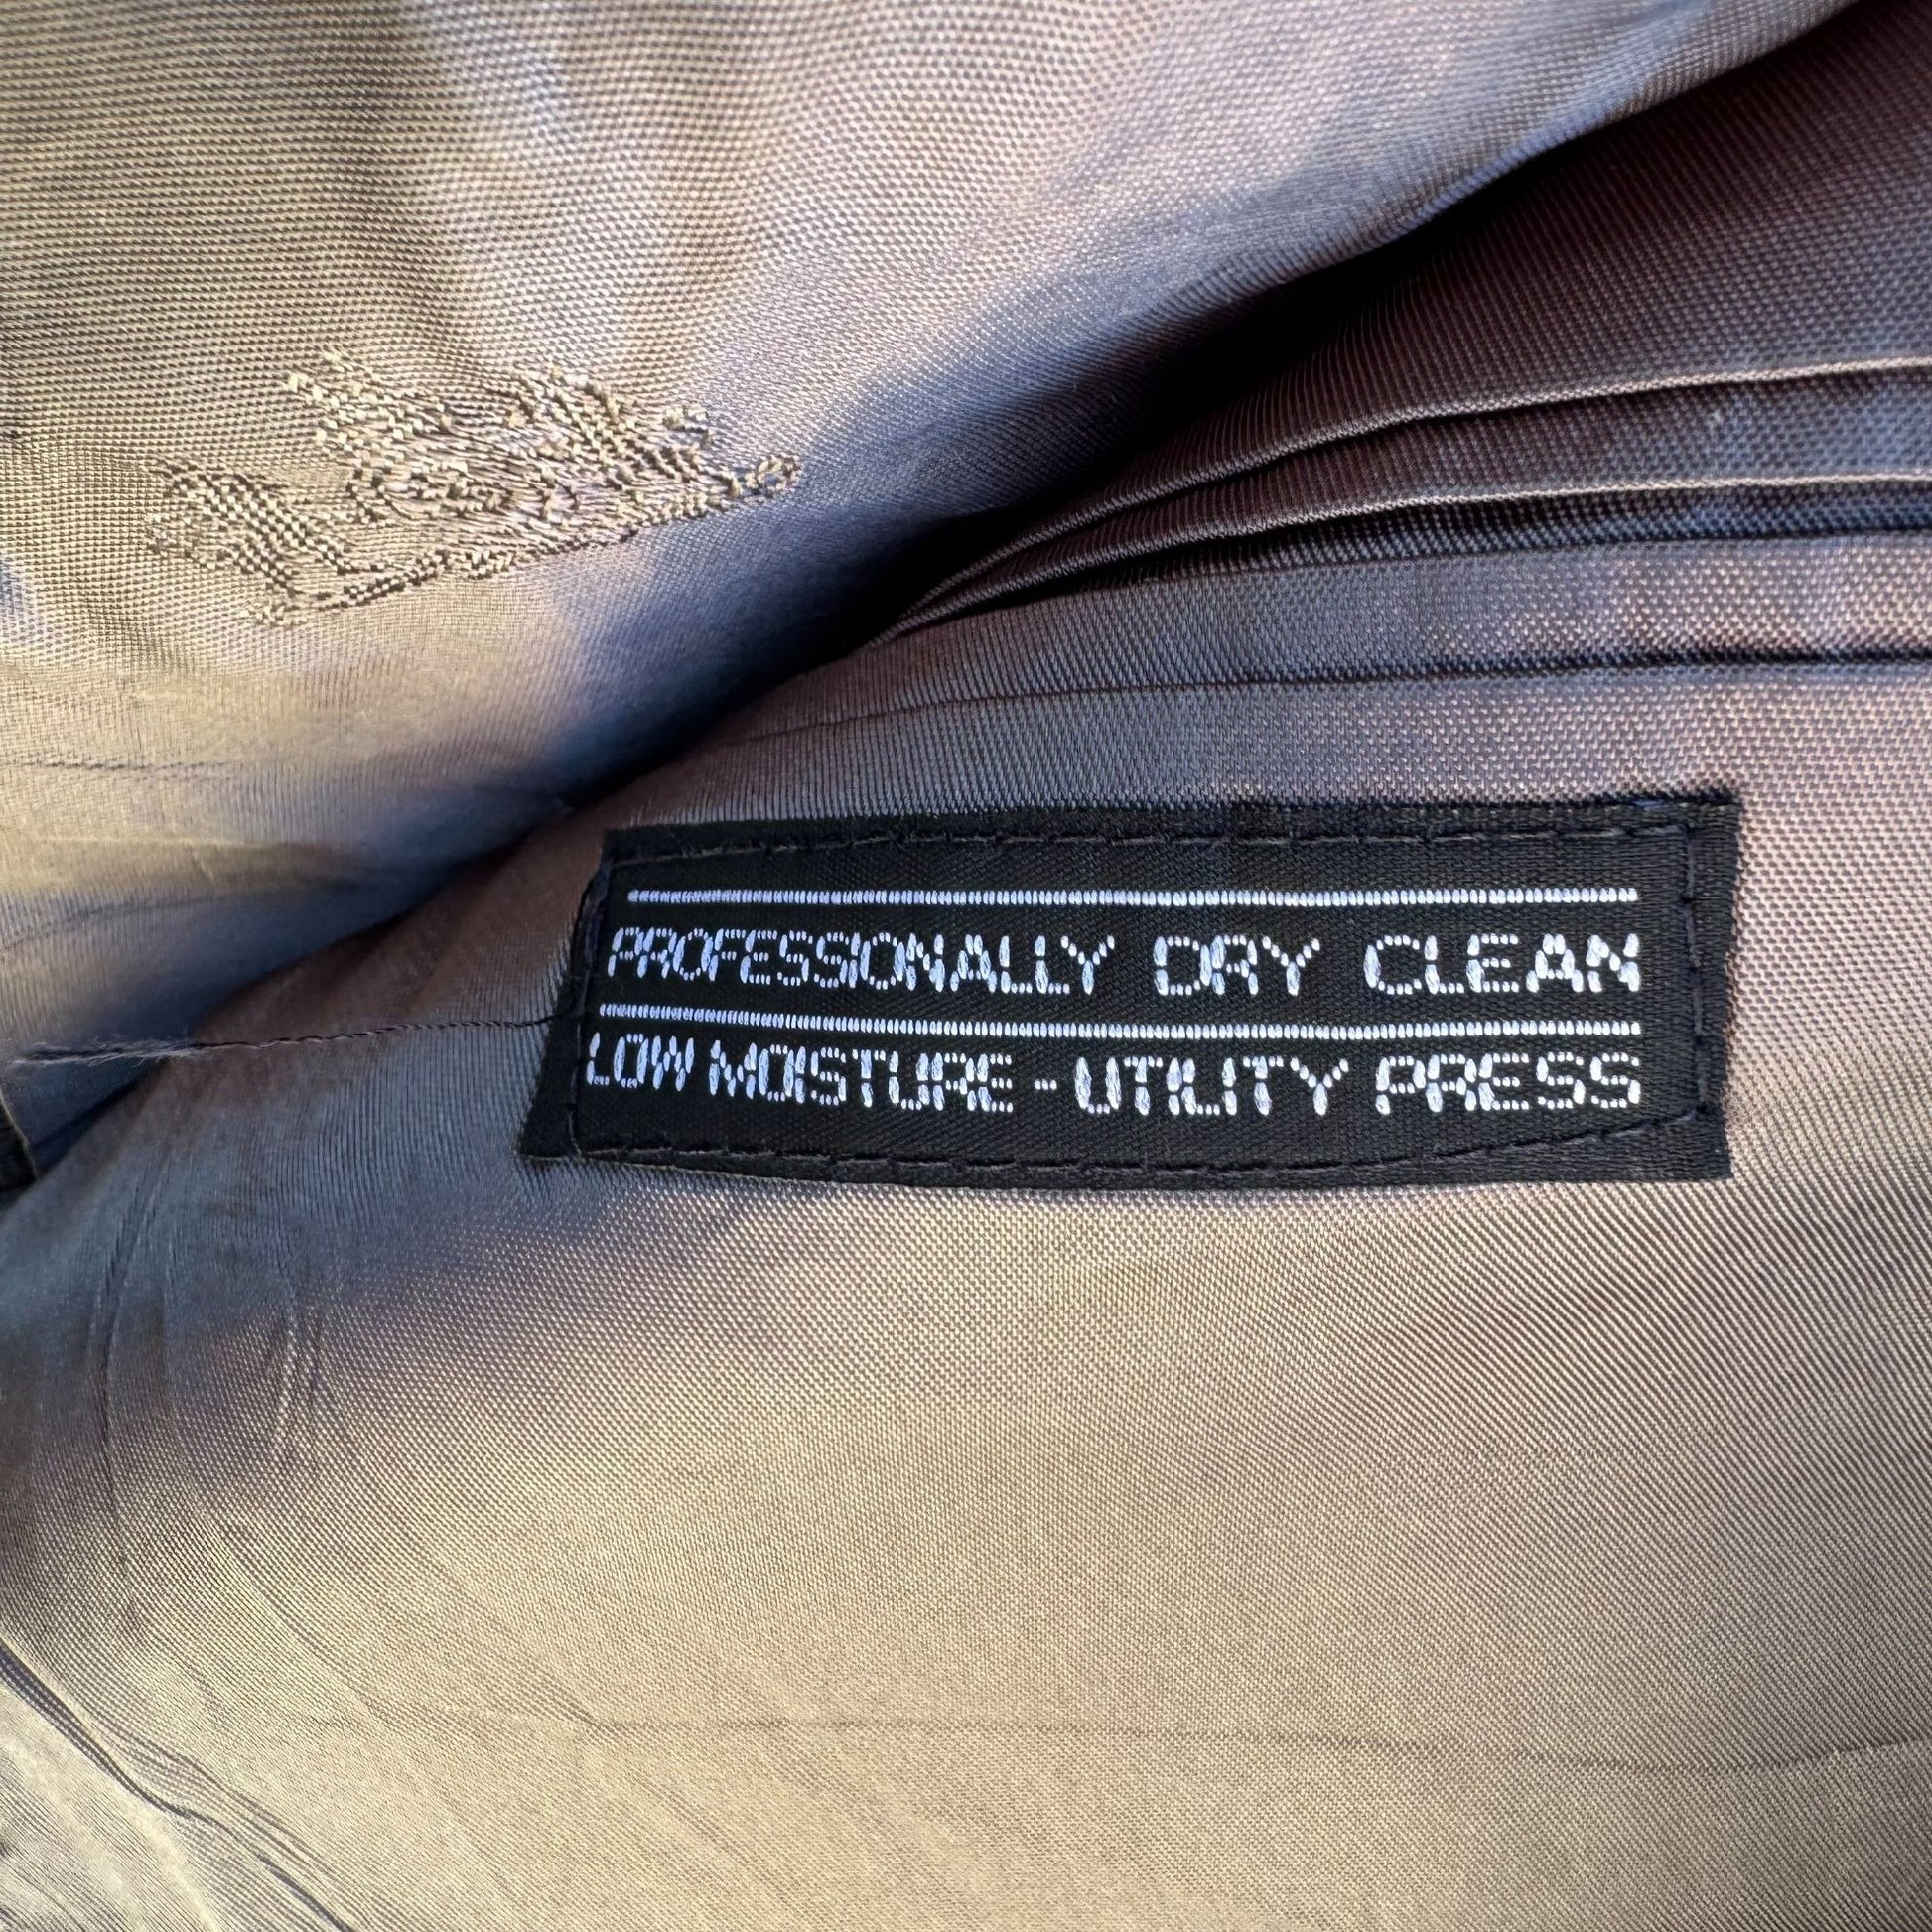 PROFESSIONALLY DRY CLEAN
LOW MOISTURE - UTILITY PRESS